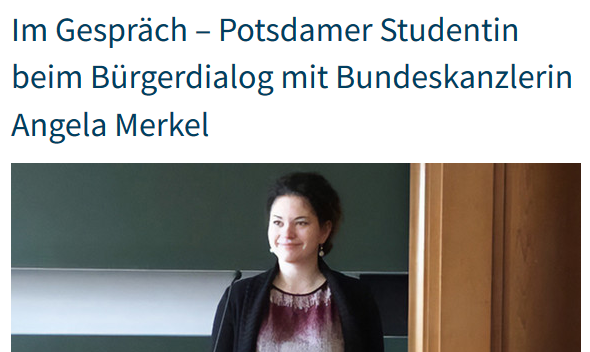 Im Gespräch – Potsdamer Studentin
beim Bürgerdialog mit Bundeskanzlerin
Angela Merkel